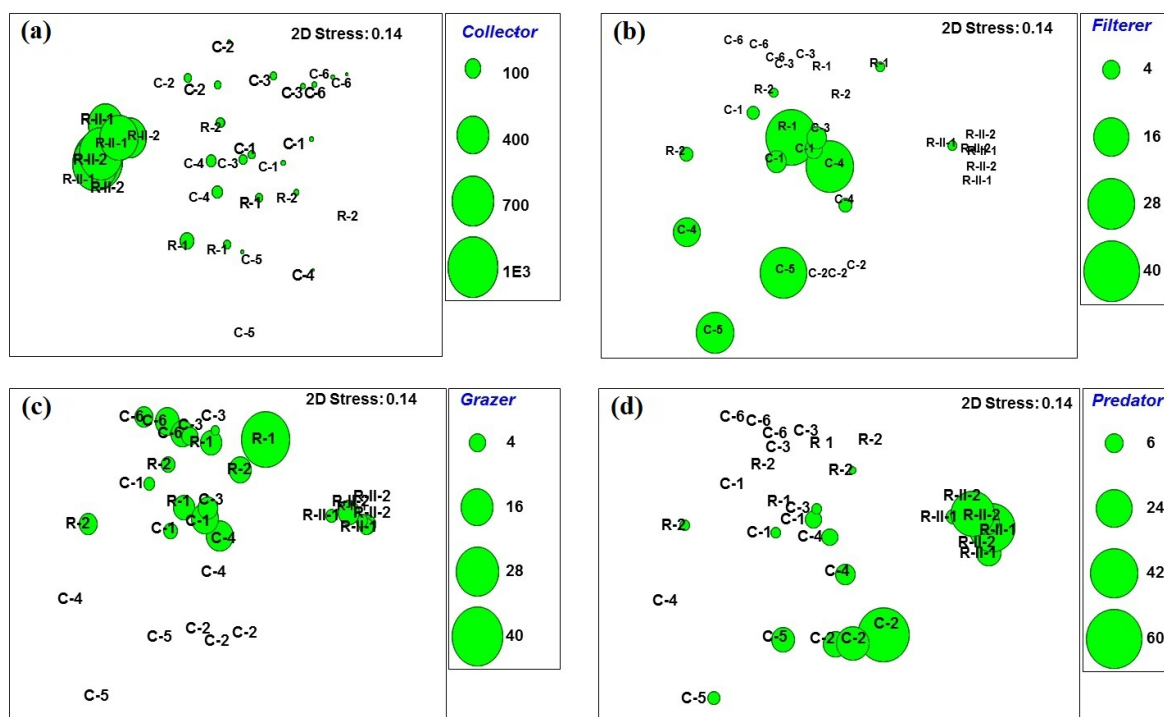 (a)
2D Stress: 0.14
C-2
C-2
C-2
C-3
C-6
C-3
C-6
C-6
R-II-1
R-2
R-II-1
R-II-2
C-1
C-1
R-II-2
C-4
C-3
C-1
R-II-1
R-II-2
C-4
R-1
R-2
R-2
R-1
R-1
C-5
C-4
C-5
Collector
100
400
700
1E3
(b)
2D Stress: 0.14
C-6
C-6
C-3
C-6
C-3
R-1
R-1
R-2
R-2
C-1
R-1
C-3
R-II-2
R-2
C-1
C-1
R-II-1
R-II-2
R-II-1
C-4
R-II-2
R-II-1
C-4
C-4
C-5
C-2
C-2
C-2
C-5
Filterer
4
16
28
40
(c)
2D Stress: 0.14
C-6
C-6
C-3
C-3
C-6
R-1
R-1
R-2
R-2
C-1
R-1
C-3
R-II-2
R-II-2
R-2
C-1
R-II-1
R-II-2
C-1
R-II-1
C-4
C-4
C-4
C-5
C-2
C-2
C-2
C-5
Grazer
4
16
28
40
(d)
2D Stress: 0.14
C-6
C-6
C-6
C-3
C-3
R 1
R-2
R-2
R-2
C-1
R-1
C-3
R-II-2
R-2
C-1
R-II-1
R-II-2
C-1
C-4
R-II-1
R-II-2
R-II-1
C-4
C-4
C-5
C-2
C-2
C-2
C-5
Predator
6
24
42
60